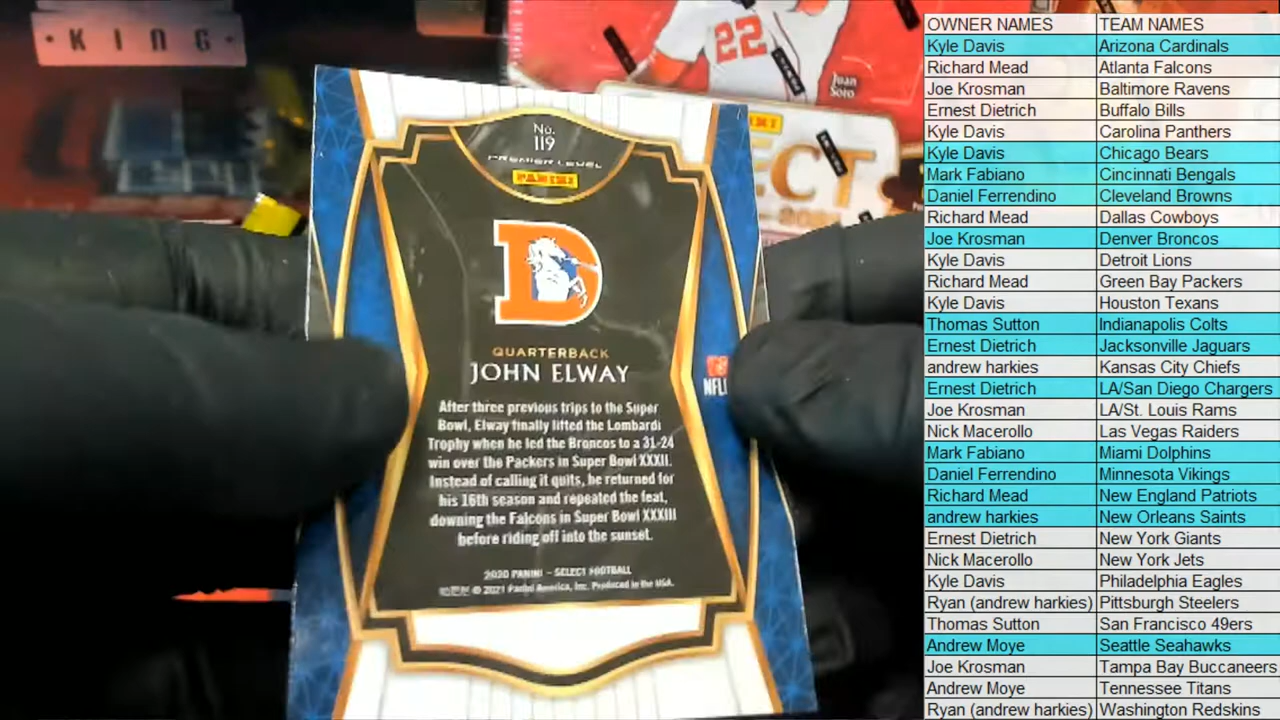 • KING •
22
Juan
Soto
ECT
No.
119
PREMIER LEVEL
PANINI
D
QUARTERBACK
JOHN ELWAY
After three previous trips to the Super
Bowl, Elway finally lifted the Lombardi
Trophy when he led the Broncos to a 31-24
win over the Packers in Super Bowl XXXII.
Instead of calling it quits, he returned for
his 16th season and repeated the feat,
downing the Falcons in Super Bowl XXXIII
before riding off into the sunset.
2020 PANINI – SELECT FOOTBALL
© 2021 Panini America, Inc. Produced in the USA.
NFL
OWNER NAMES TEAM NAMES
Kyle Davis Arizona Cardinals
Richard Mead Atlanta Falcons
Joe Krosman Baltimore Ravens
Ernest Dietrich Buffalo Bills
Kyle Davis Carolina Panthers
Kyle Davis Chicago Bears
Mark Fabiano Cincinnati Bengals
Daniel Ferrendino Cleveland Browns
Richard Mead Dallas Cowboys
Joe Krosman Denver Broncos
Kyle Davis Detroit Lions
Richard Mead Green Bay Packers
Kyle Davis Houston Texans
Thomas Sutton Indianapolis Colts
Ernest Dietrich Jacksonville Jaguars
andrew harkies Kansas City Chiefs
Ernest Dietrich LA/San Diego Chargers
Joe Krosman LA/St. Louis Rams
Nick Macerollo Las Vegas Raiders
Mark Fabiano Miami Dolphins
Daniel Ferrendino Minnesota Vikings
Richard Mead New England Patriots
andrew harkies New Orleans Saints
Ernest Dietrich New York Giants
Nick Macerollo New York Jets
Kyle Davis Philadelphia Eagles
Ryan (andrew harkies) Pittsburgh Steelers
Thomas Sutton San Francisco 49ers
Andrew Moye Seattle Seahawks
Joe Krosman Tampa Bay Buccaneers
Andrew Moye Tennessee Titans
Ryan (andrew harkies) Washington Redskins